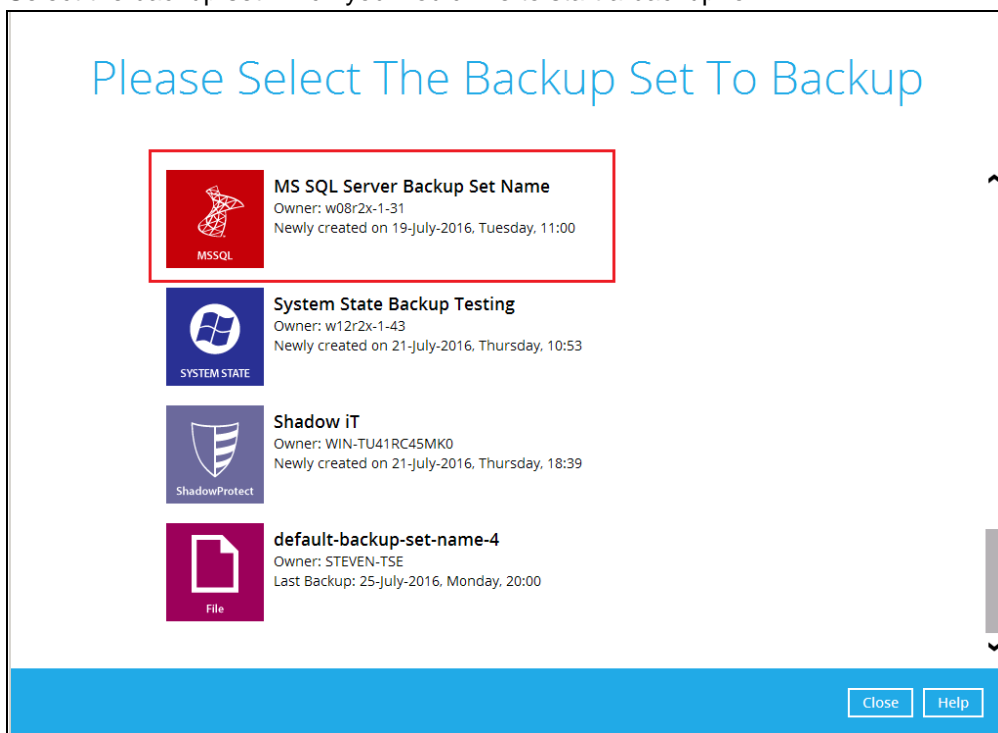 Please Select The Backup Set To Backup
MS SQL Server Backup Set Name
Owner: w08r2x-1-31
Newly created on 19-July-2016, Tuesday, 11:00
MSSQL
System State Backup Testing
Owner: w12r2x-1-43
Newly created on 21-July-2016, Thursday, 10:53
SYSTEM STATE
Shadow iT
Owner: WIN-TU41RC45MK0
Newly created on 21-July-2016, Thursday, 18:39
ShadowProtect
default-backup-set-name-4
Owner: STEVEN-TSE
Last Backup: 25-July-2016, Monday, 20:00
File
Close Help